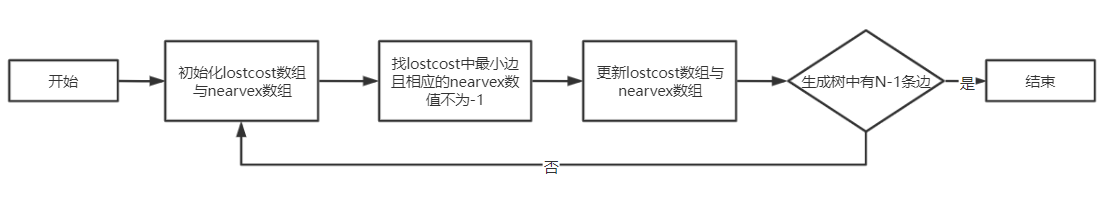 开始
初始化lostcost数组
与nearvex数组
找lostcost中最小边
且相应的nearvex数
值不为-1
更新lostcost数组与
nearvex数组
生成树中有N-1条边
是
结束
否